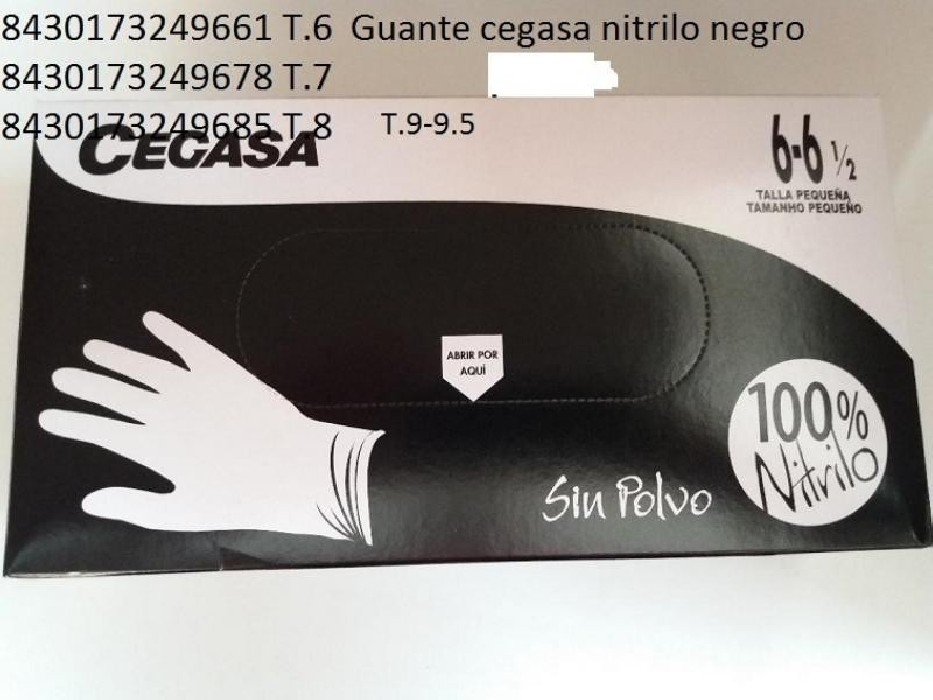 8430173249661 T.6 Guante cegasa nitrilo negro
8430173249678 T.7
8430173249685 T.8 T.9-9.5
CEGASA
6-6 1/2
TALLA PEQUEÑA
TAMANHO PEQUEÑO
ABRIR POR
AQUÍ
100%
Nitrilo
Sin Polvo